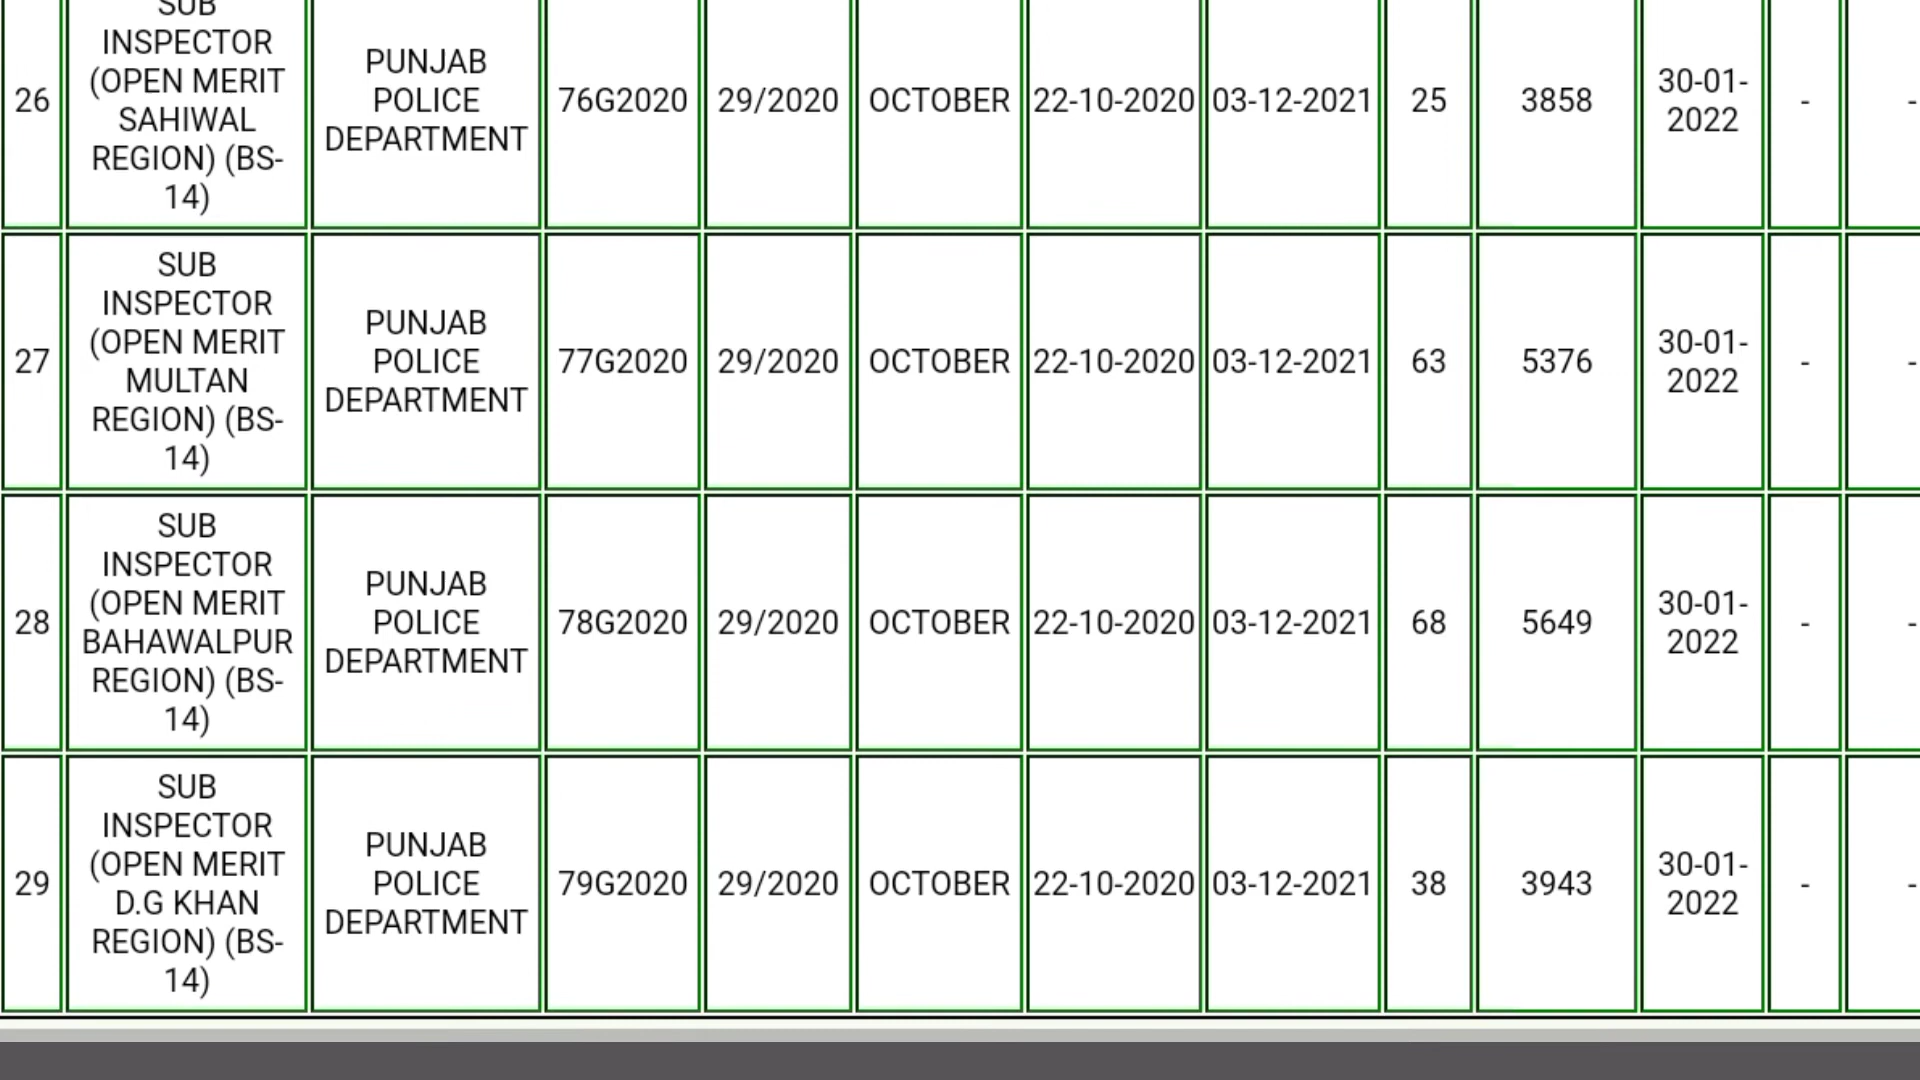 SUB
INSPECTOR
(OPEN MERIT
SAHIWAL
REGION) (BS-
14)
26
PUNJAB
POLICE
DEPARTMENT
76G2020
29/2020
OCTOBER
22-10-2020
03-12-2021
25
3858
30-01-
2022
-
-
27
SUB
INSPECTOR
(OPEN MERIT
MULTAN
REGION) (BS-
14)
PUNJAB
POLICE
DEPARTMENT
77G2020
29/2020
OCTOBER
22-10-2020
03-12-2021
63
5376
30-01-
2022
-
-
28
SUB
INSPECTOR
(OPEN MERIT
BAHAWALPUR
REGION) (BS-
14)
PUNJAB
POLICE
DEPARTMENT
78G2020
29/2020
OCTOBER
22-10-2020
03-12-2021
68
5649
30-01-
2022
-
-
29
SUB
INSPECTOR
(OPEN MERIT
D.G KHAN
REGION) (BS-
14)
PUNJAB
POLICE
DEPARTMENT
79G2020
29/2020
OCTOBER
22-10-2020
03-12-2021
38
3943
30-01-
2022
-
-